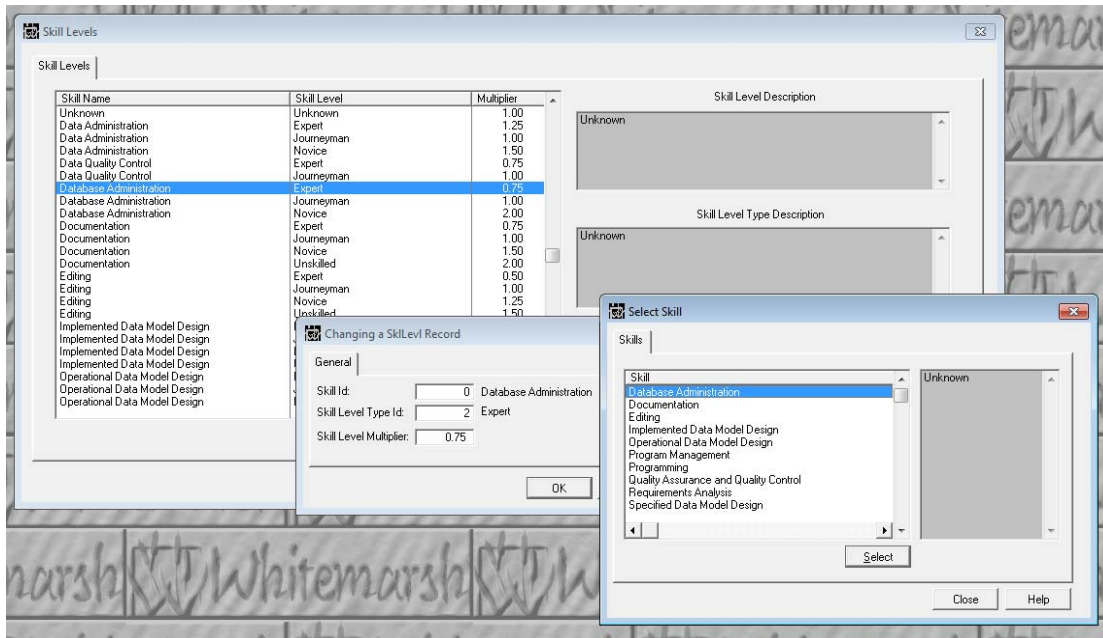 Skill Levels
Skill Levels
Skill Name Skill Level Multiplier
Unknown Unknown 1.00
Data Administration Expert 1.25
Data Administration Journeyman 1.00
Data Administration Novice 1.50
Data Quality Control Expert 0.75
Data Quality Control Journeyman 1.00
Database Administration Expert 0.75
Database Administration Journeyman 1.00
Database Administration Novice 2.00
Documentation Expert 0.75
Documentation Journeyman 1.00
Documentation Novice 1.50
Documentation Unskilled 2.00
Editing Expert 0.50
Editing Journeyman 1.00
Editing Novice 1.25
Editing Unskilled 1.50
Implemented Data Model Design
Implemented Data Model Design
Implemented Data Model Design
Implemented Data Model Design
Operational Data Model Design
Operational Data Model Design
Operational Data Model Design
Skill Level Description
Unknown
Skill Level Type Description
Unknown
Changing a SklLevl Record
General
Skill Id: 0 Database Administration
Skill Level Type Id: 2 Expert
Skill Level Multiplier: 0.75
OK
Select Skill
Skills
Skill
Database Administration
Documentation
Editing
Implemented Data Model Design
Operational Data Model Design
Program Management
Programming
Quality Assurance and Quality Control
Requirements Analysis
Specified Data Model Design
Unknown
Select
Close Help
Whitemarsh